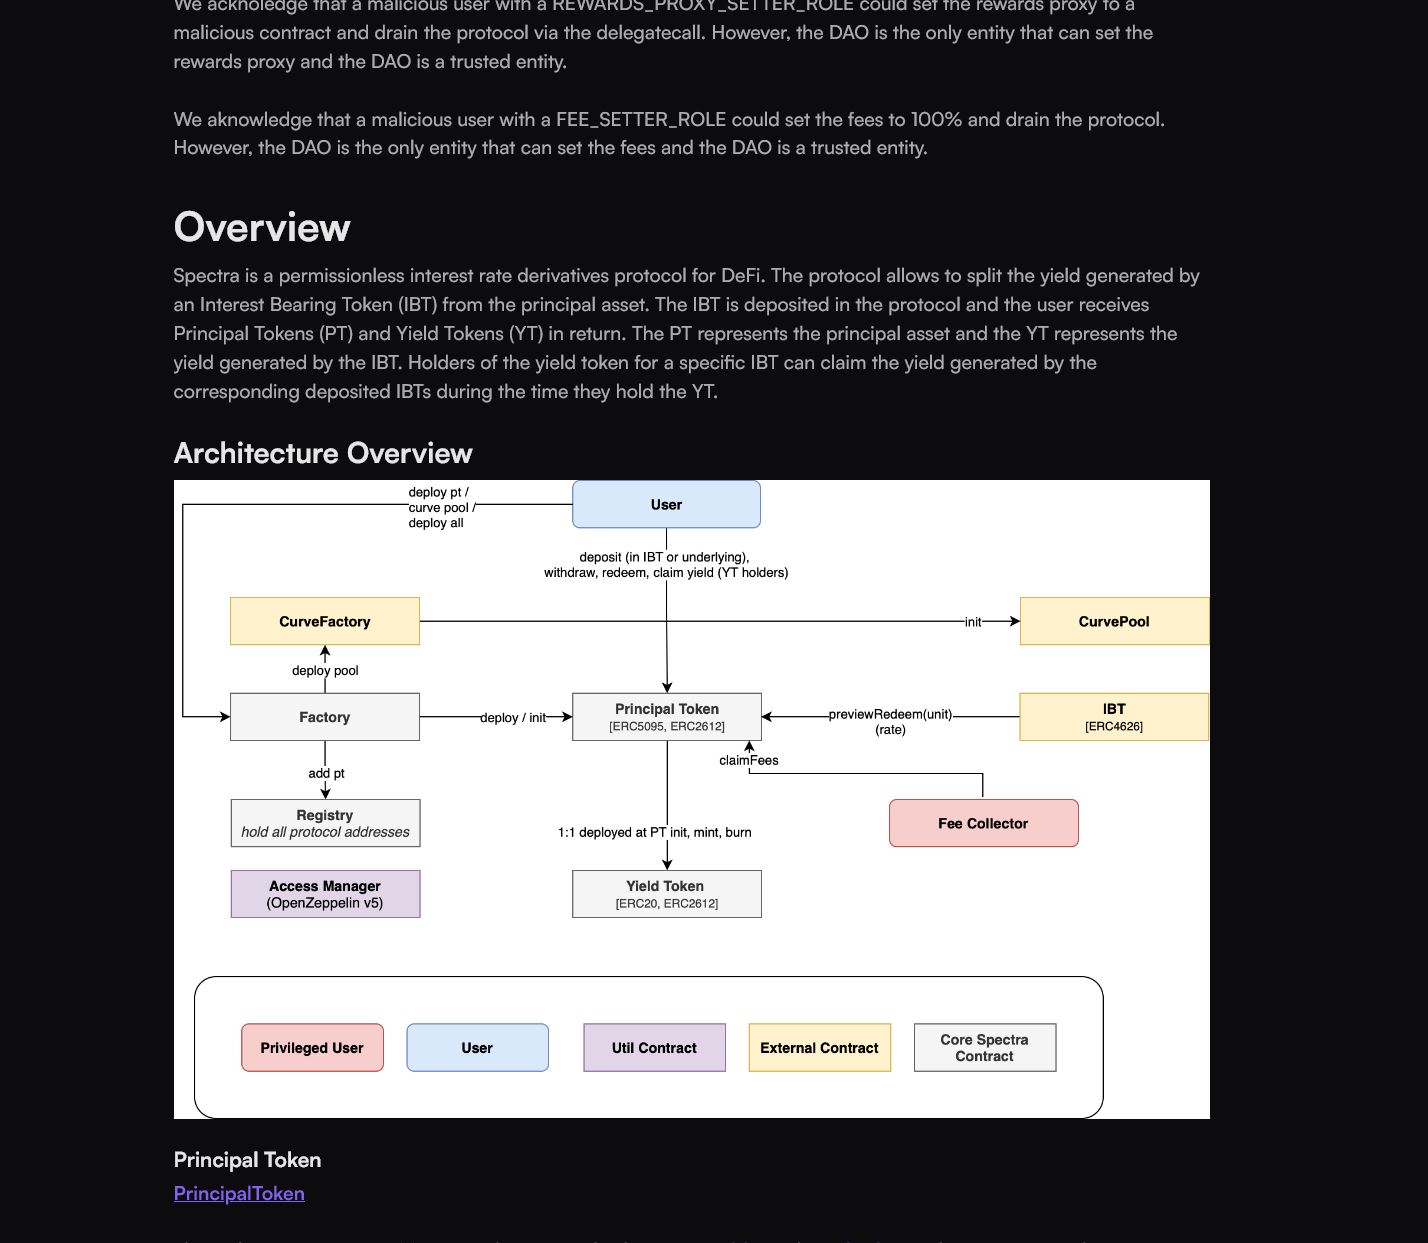 We acknoledge that a malicious user with a REWARDS_PROXY_SETTER_ROLE could set the rewards proxy to a
malicious contract and drain the protocol via the delegatecall. However, the DAO is the only entity that can set the
rewards proxy and the DAO is a trusted entity.
We aknowledge that a malicious user with a FEE_SETTER_ROLE could set the fees to 100% and drain the protocol.
However, the DAO is the only entity that can set the fees and the DAO is a trusted entity.
Overview
Spectra is a permissionless interest rate derivatives protocol for DeFi. The protocol allows to split the yield generated by
an Interest Bearing Token (IBT) from the principal asset. The IBT is deposited in the protocol and the user receives
Principal Tokens (PT) and Yield Tokens (YT) in return. The PT represents the principal asset and the YT represents the
yield generated by the IBT. Holders of the yield token for a specific IBT can claim the yield generated by the
corresponding deposited IBTs during the time they hold the YT.
Architecture Overview
deploy pt /
curve pool /
deploy all
User
deposit (in IBT or underlying),
withdraw, redeem, claim yield (YT holders)
CurveFactory
init
CurvePool
deploy pool
Factory
deploy / init
Principal Token
[ERC5095, ERC2612]
previewRedeem(unit)
(rate)
IBT
[ERC4626]
claimFees
add pt
Registry
hold all protocol addresses
1:1 deployed at PT init, mint, burn
Fee Collector
Access Manager
(OpenZeppelin v5)
Yield Token
[ERC20, ERC2612]
Privileged User
User
Util Contract
External Contract
Core Spectra
Contract
Principal Token
PrincipalToken